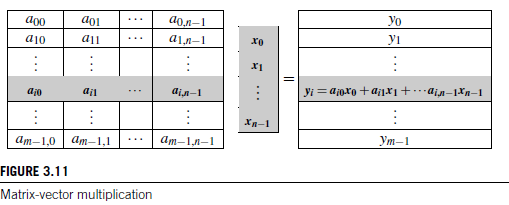 a00 a01 ⋯ a0,n−1 y0
a10 a11 ⋯ a1,n−1 x0 y1
⋮ ⋮ ⋮ x1 ⋮
ai0 ai1 ⋯ ai,n−1 ⋮ = yi = ai0x0 + ai1x1 + ⋯ai,n−1xn−1
⋮ ⋮ ⋮ xn−1 ⋮
am−1,0 am−1,1 ⋯ am−1,n−1 ym−1
FIGURE 3.11
Matrix-vector multiplication